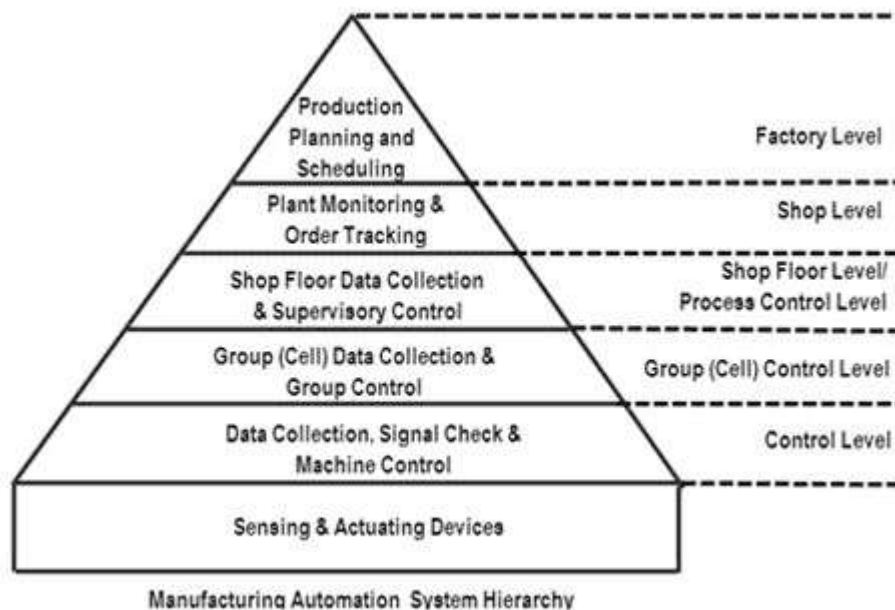 Production
Planning and
Scheduling
Factory Level
Plant Monitoring &
Order Tracking
Shop Level
Shop Floor Data Collection
& Supervisory Control
Shop Floor Level/
Process Control Level
Group (Cell) Data Collection &
Group Control
Group (Cell) Control Level
Data Collection, Signal Check &
Machine Control
Control Level
Sensing & Actuating Devices
Manufacturing Automation System Hierarchy